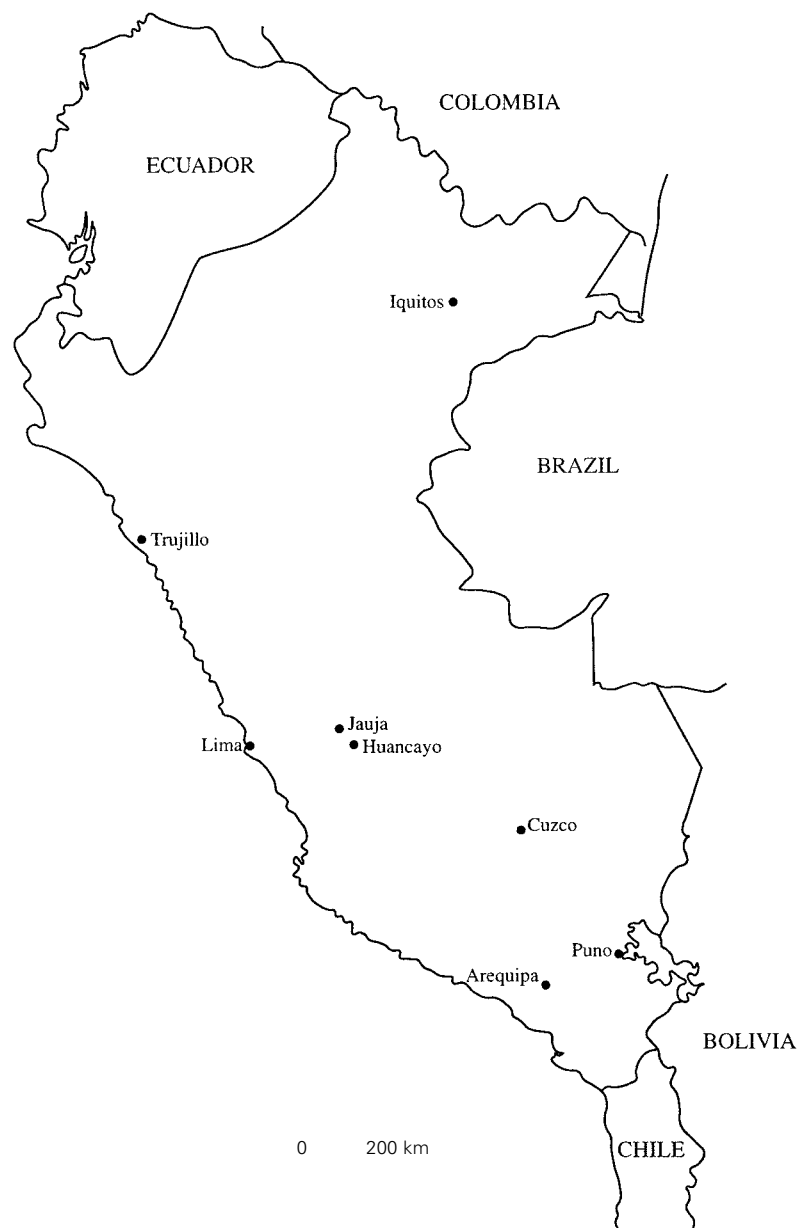 COLOMBIA
ECUADOR
Iquitos
BRAZIL
Trujillo
Jauja
Lima
Huancayo
Cuzco
Puno
Arequipa
BOLIVIA
0 200 km
CHILE